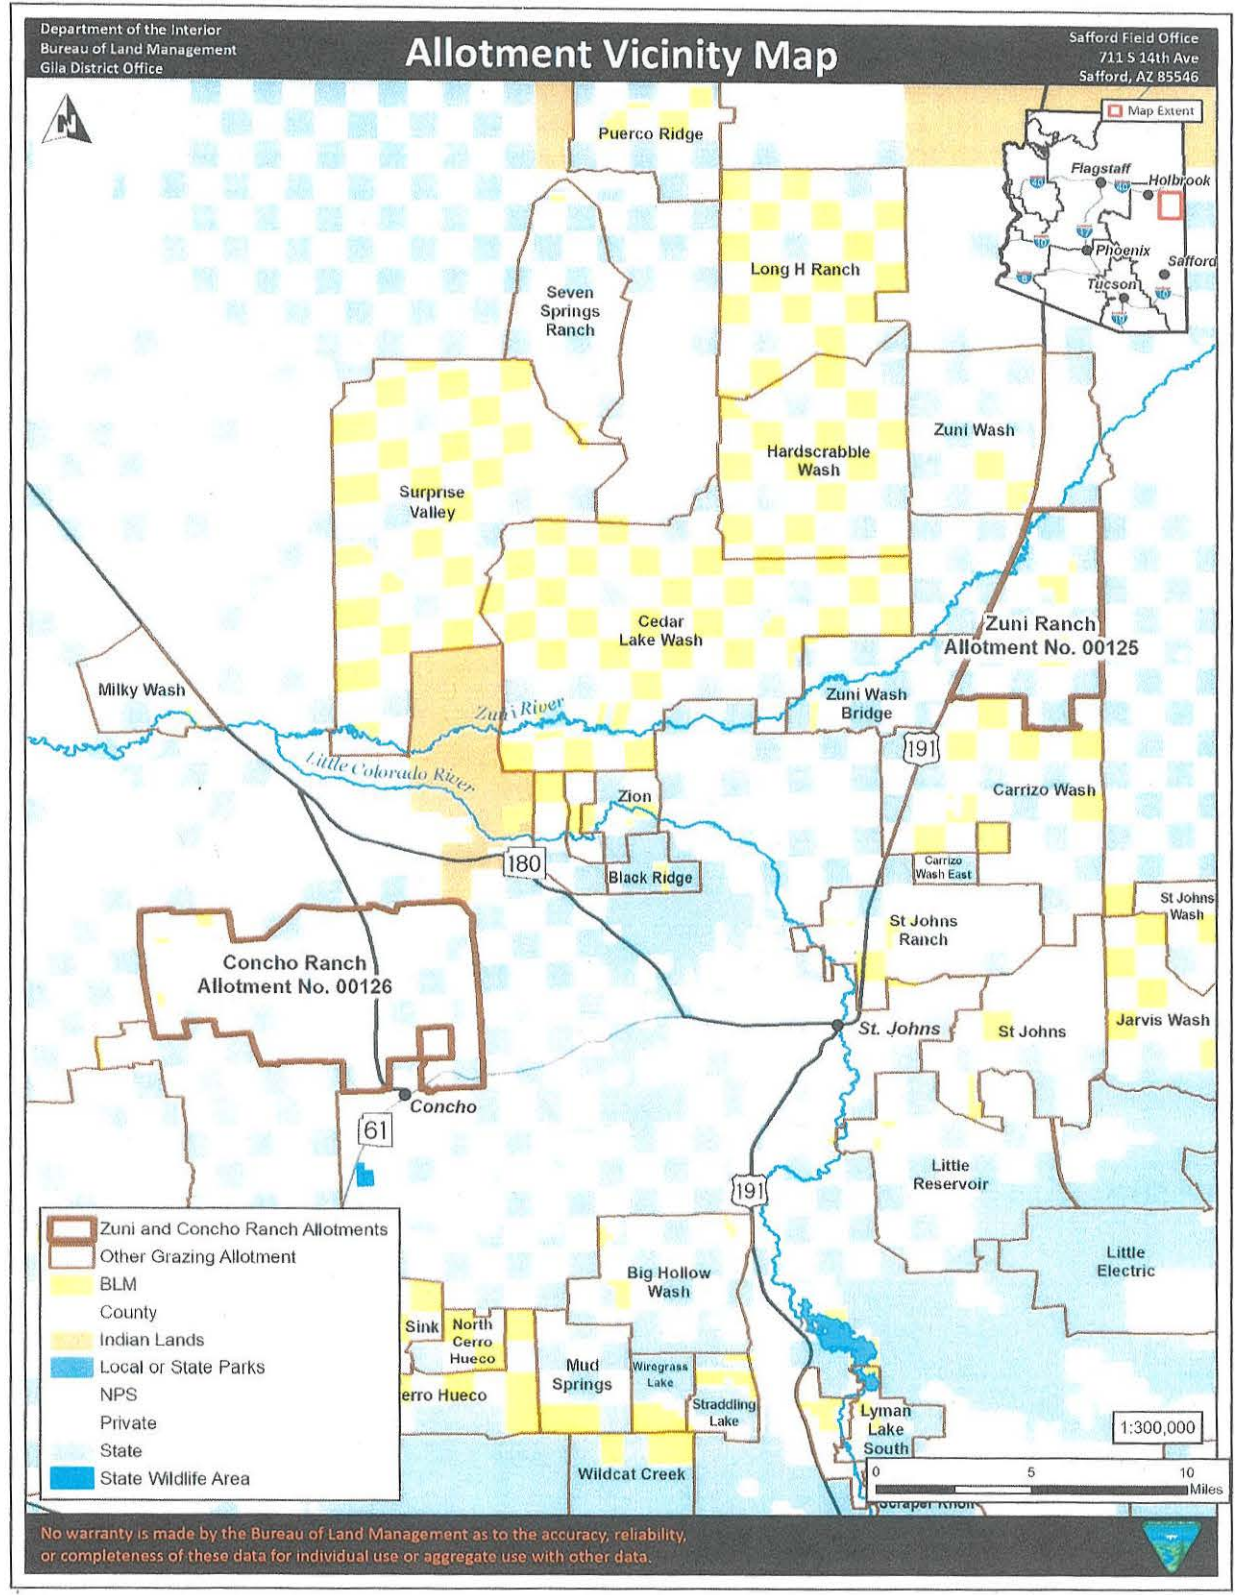 Department of the Interior
Bureau of Land Management
Gila District Office
Allotment Vicinity Map
Safford Field Office
711 S 14th Ave
Safford, AZ 85546
N
Map Extent
Flagstaff
40
40
Holbrook
17
10
Phoenix
Safford
8
Tucson
10
19
Puerco Ridge
Long H Ranch
Seven
Springs
Ranch
Zuni Wash
Hardscrabble
Wash
Surprise
Valley
Cedar
Lake Wash
Zuni Ranch
Allotment No. 00125
Milky Wash
Zuni Wash
Bridge
Zuni River
191
Little Colorado River
Zion
Carrizo Wash
180
Black Ridge
Carrizo
Wash East
St Johns
Wash
St Johns
Ranch
Concho Ranch
Allotment No. 00126
St. Johns
St Johns
Jarvis Wash
Concho
61
Little
Reservoir
191
Little
Electric
Big Hollow
Wash
Sink
North
Cerro
Hueco
erro Hueco
Mud
Springs
Wiregrass
Lake
Straddling
Lake
Lyman
Lake
South
Wildcat Creek
Scraper Knoll
Zuni and Concho Ranch Allotments
Other Grazing Allotment
BLM
County
Indian Lands
Local or State Parks
NPS
Private
State
State Wildlife Area
1:300,000
0 5 10
Miles
No warranty is made by the Bureau of Land Management as to the accuracy, reliability,
or completeness of these data for individual use or aggregate use with other data.